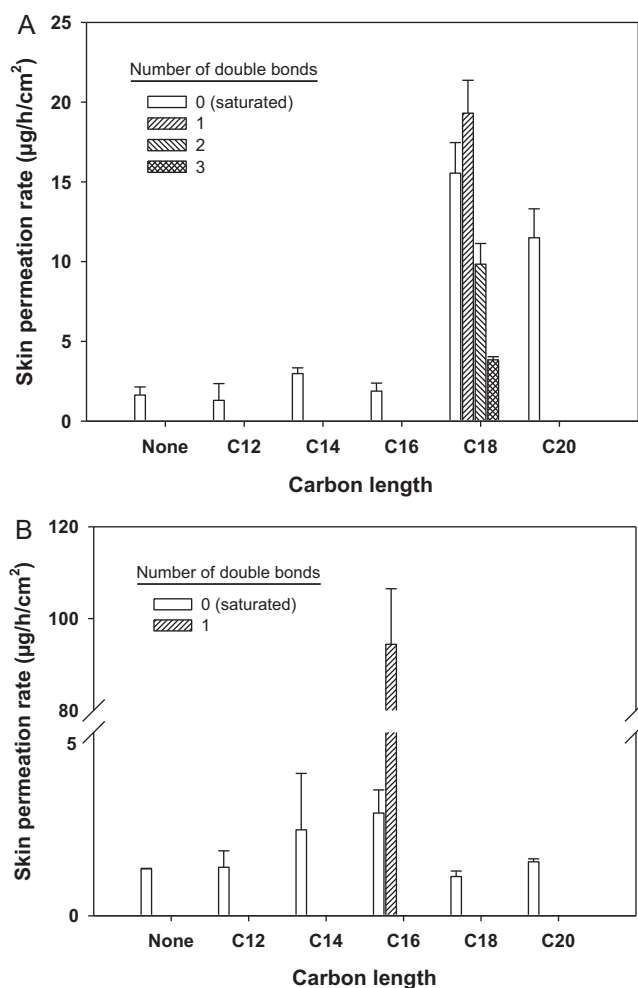 A
Skin permeation rate (µg/h/cm²)
25
20
15
10
5
0
Number of double bonds
0 (saturated)
1
2
3
None C12 C14 C16 C18 C20
Carbon length
B
Skin permeation rate (µg/h/cm²)
120
100
80
5
0
Number of double bonds
0 (saturated)
1
None C12 C14 C16 C18 C20
Carbon length